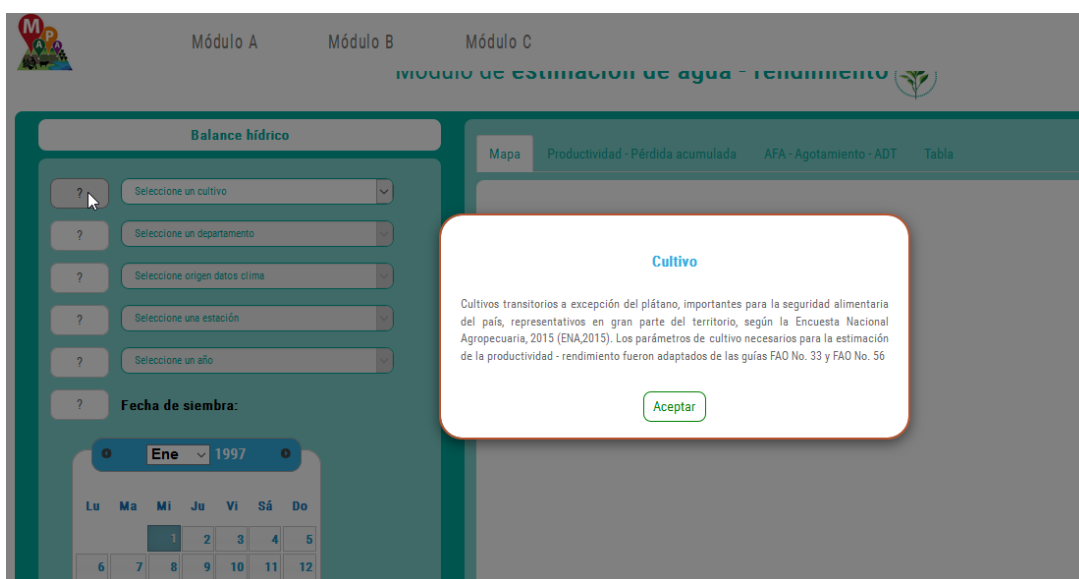 MPA
Módulo A
Módulo B
Módulo C
Módulo de estimación de agua - rendimiento
Balance hídrico
? Seleccione un cultivo
? Seleccione un departamento
? Seleccione origen datos clima
? Seleccione una estación
? Seleccione un año
? Fecha de siembra:
Ene 1997
Lu Ma Mi Ju Vi Sá Do
1 2 3 4 5
6 7 8 9 10 11 12
Mapa
Productividad - Pérdida acumulada
AFA - Agotamiento - ADT
Tabla
Cultivo
Cultivos transitorios a excepción del plátano, importantes para la seguridad alimentaria
del país, representativos en gran parte del territorio, según la Encuesta Nacional
Agropecuaria, 2015 (ENA,2015). Los parámetros de cultivo necesarios para la estimación
de la productividad - rendimiento fueron adaptados de las guías FAO No. 33 y FAO No. 56
Aceptar